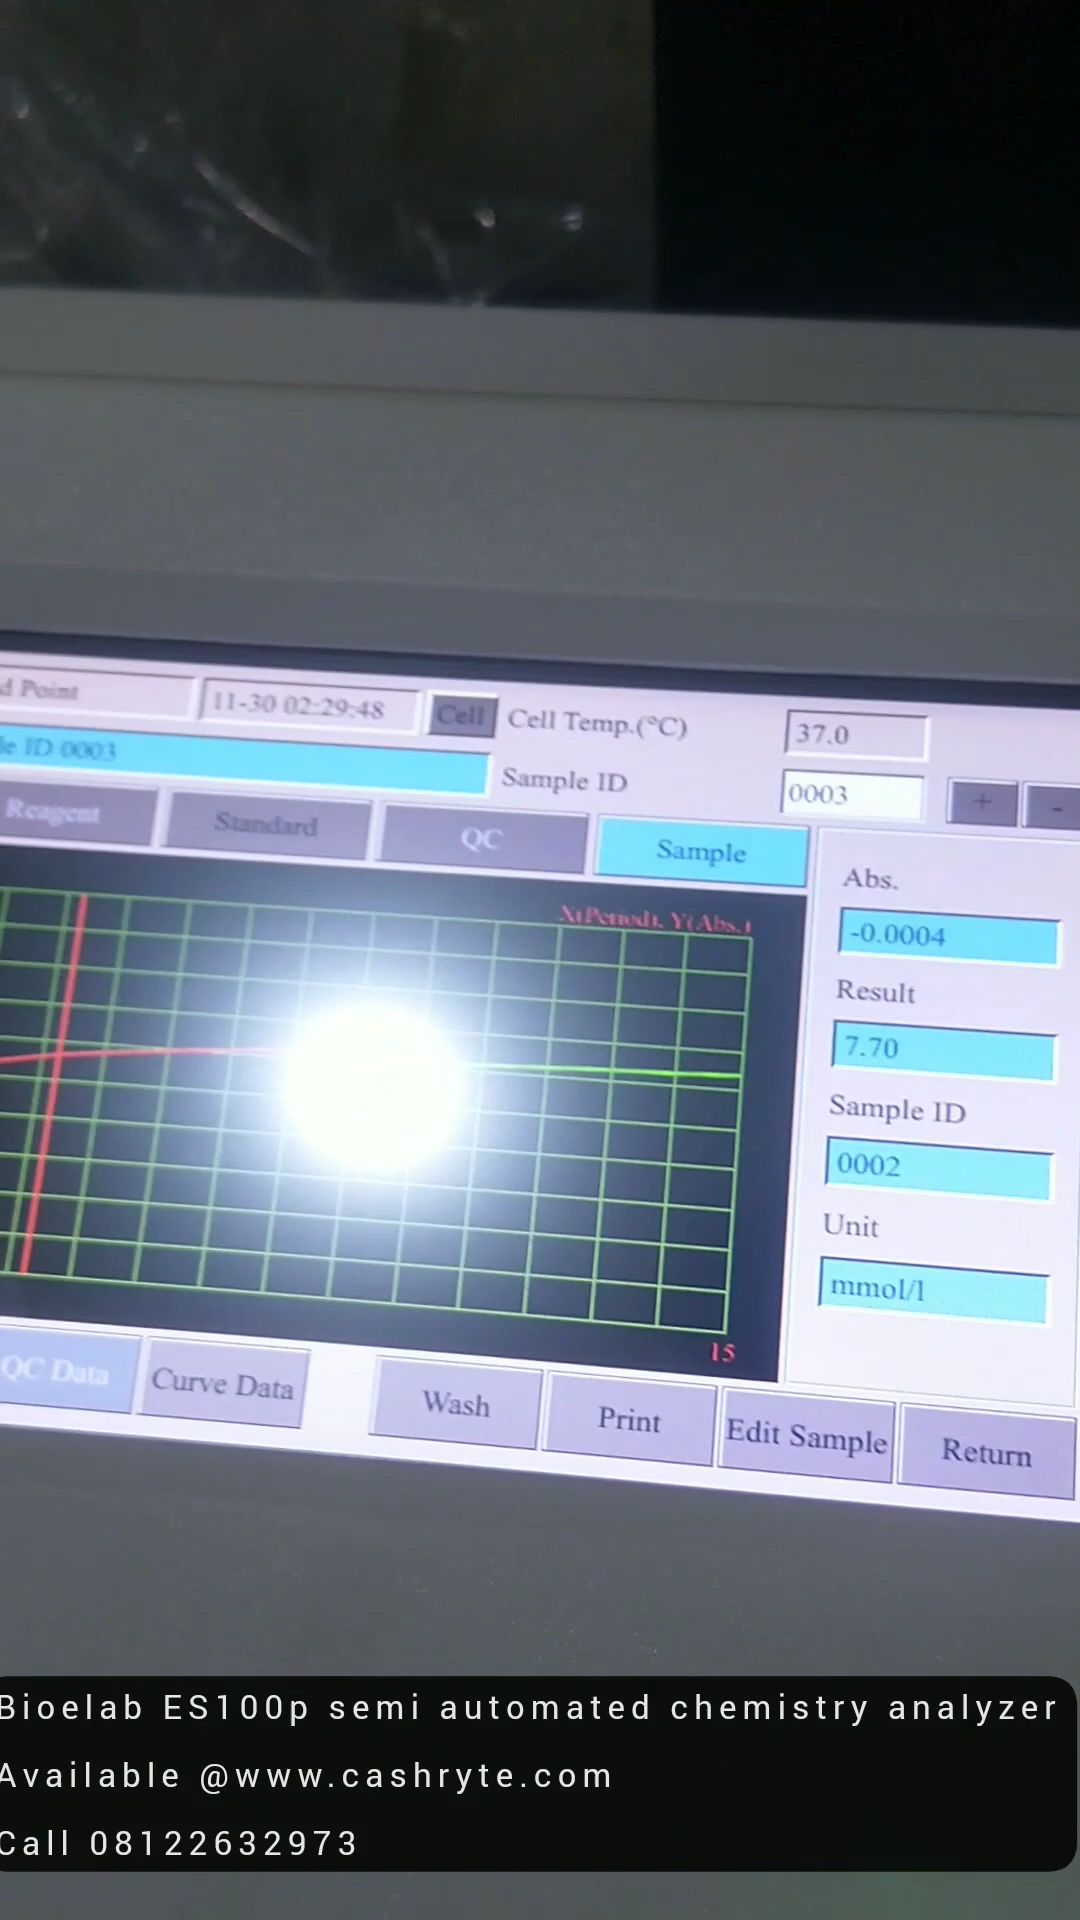 d Point
11-30 02:29:48
Cell
Cell Temp.(°C)
37.0
le ID 0003
Sample ID
0003
+
-
Reagent
Standard
QC
Sample
X(Period), Y(Abs.)
15
Abs.
-0.0004
Result
7.70
Sample ID
0002
Unit
mmol/l
QC Data
Curve Data
Wash
Print
Edit Sample
Return
Bioelab ES100p semi automated chemistry analyzer
Available @www.cashryte.com
Call 08122632973